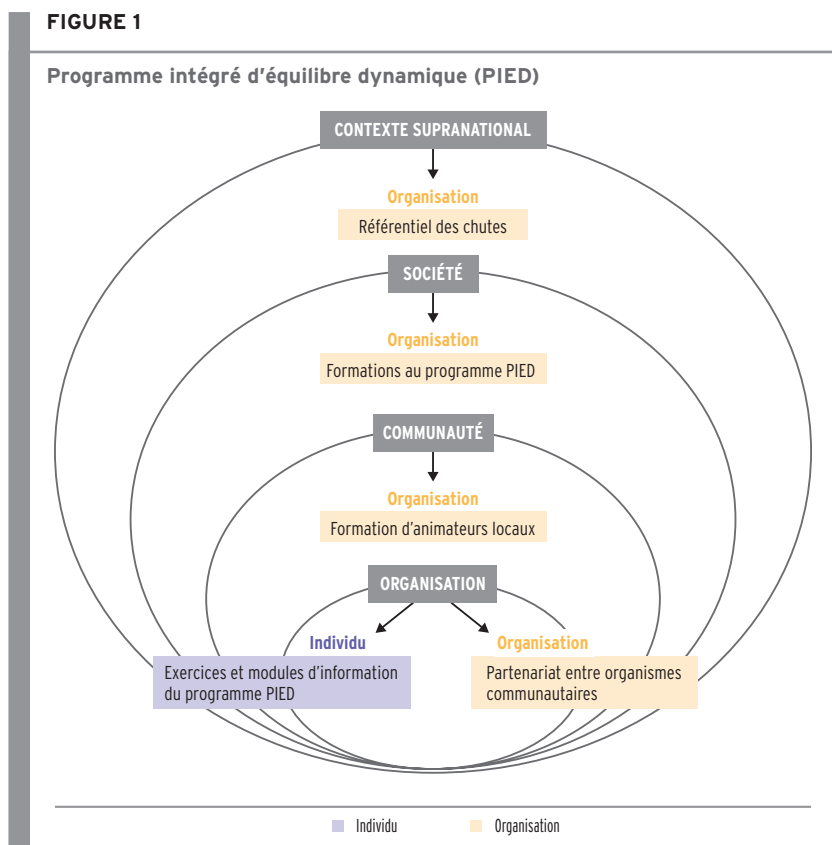 FIGURE 1
Programme intégré d'équilibre dynamique (PIED)
CONTEXTE SUPRANATIONAL
Organisation
Référentiel des chutes
SOCIÉTÉ
Organisation
Formations au programme PIED
COMMUNAUTÉ
Organisation
Formation d'animateurs locaux
ORGANISATION
Individu
Exercices et modules d'information
du programme PIED
Organisation
Partenariat entre organismes
communautaires
Individu
Organisation